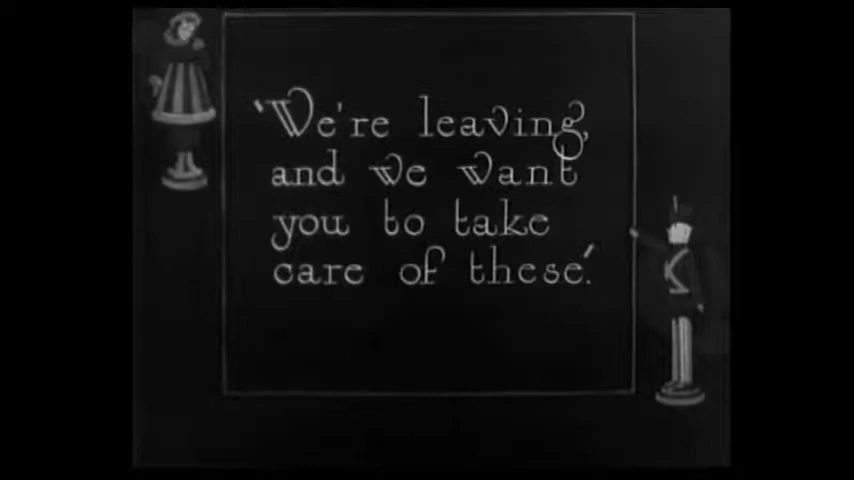 'We're leaving,
and we want
you to take
care of these.'